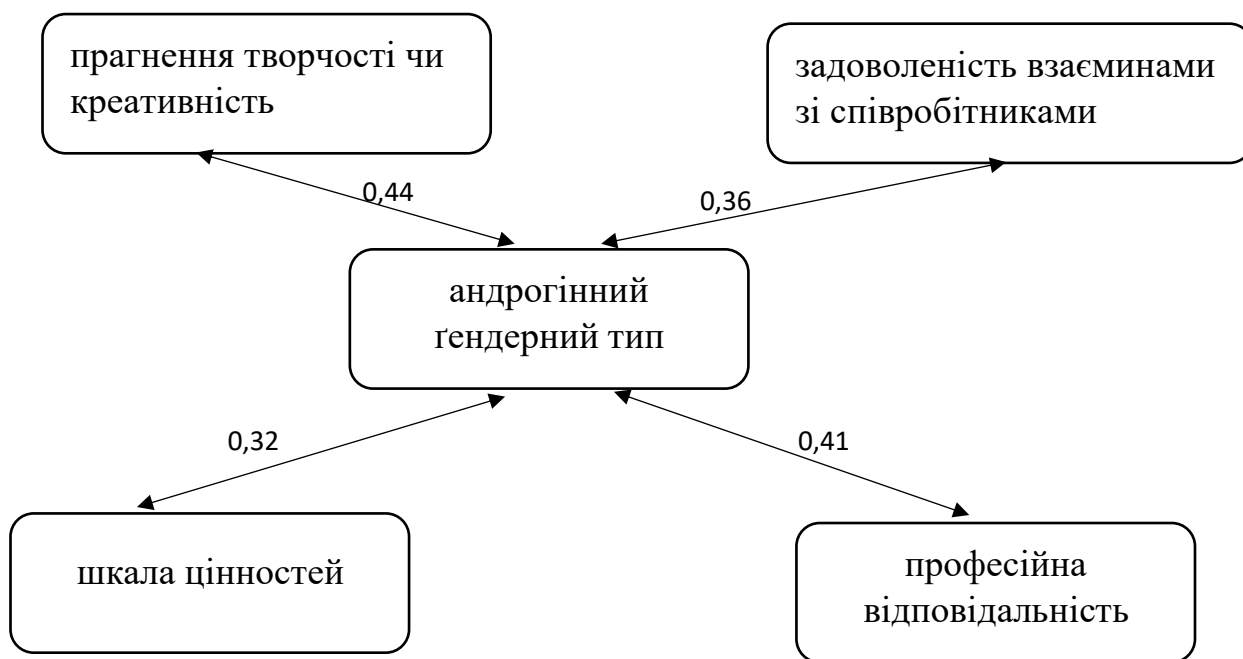 прагнення творчості чи
креативність
задоволеність взаєминами
зі співробітниками
0,44
0,36
андрогінний
ґендерний тип
0,32
0,41
шкала цінностей
професійна
відповідальність